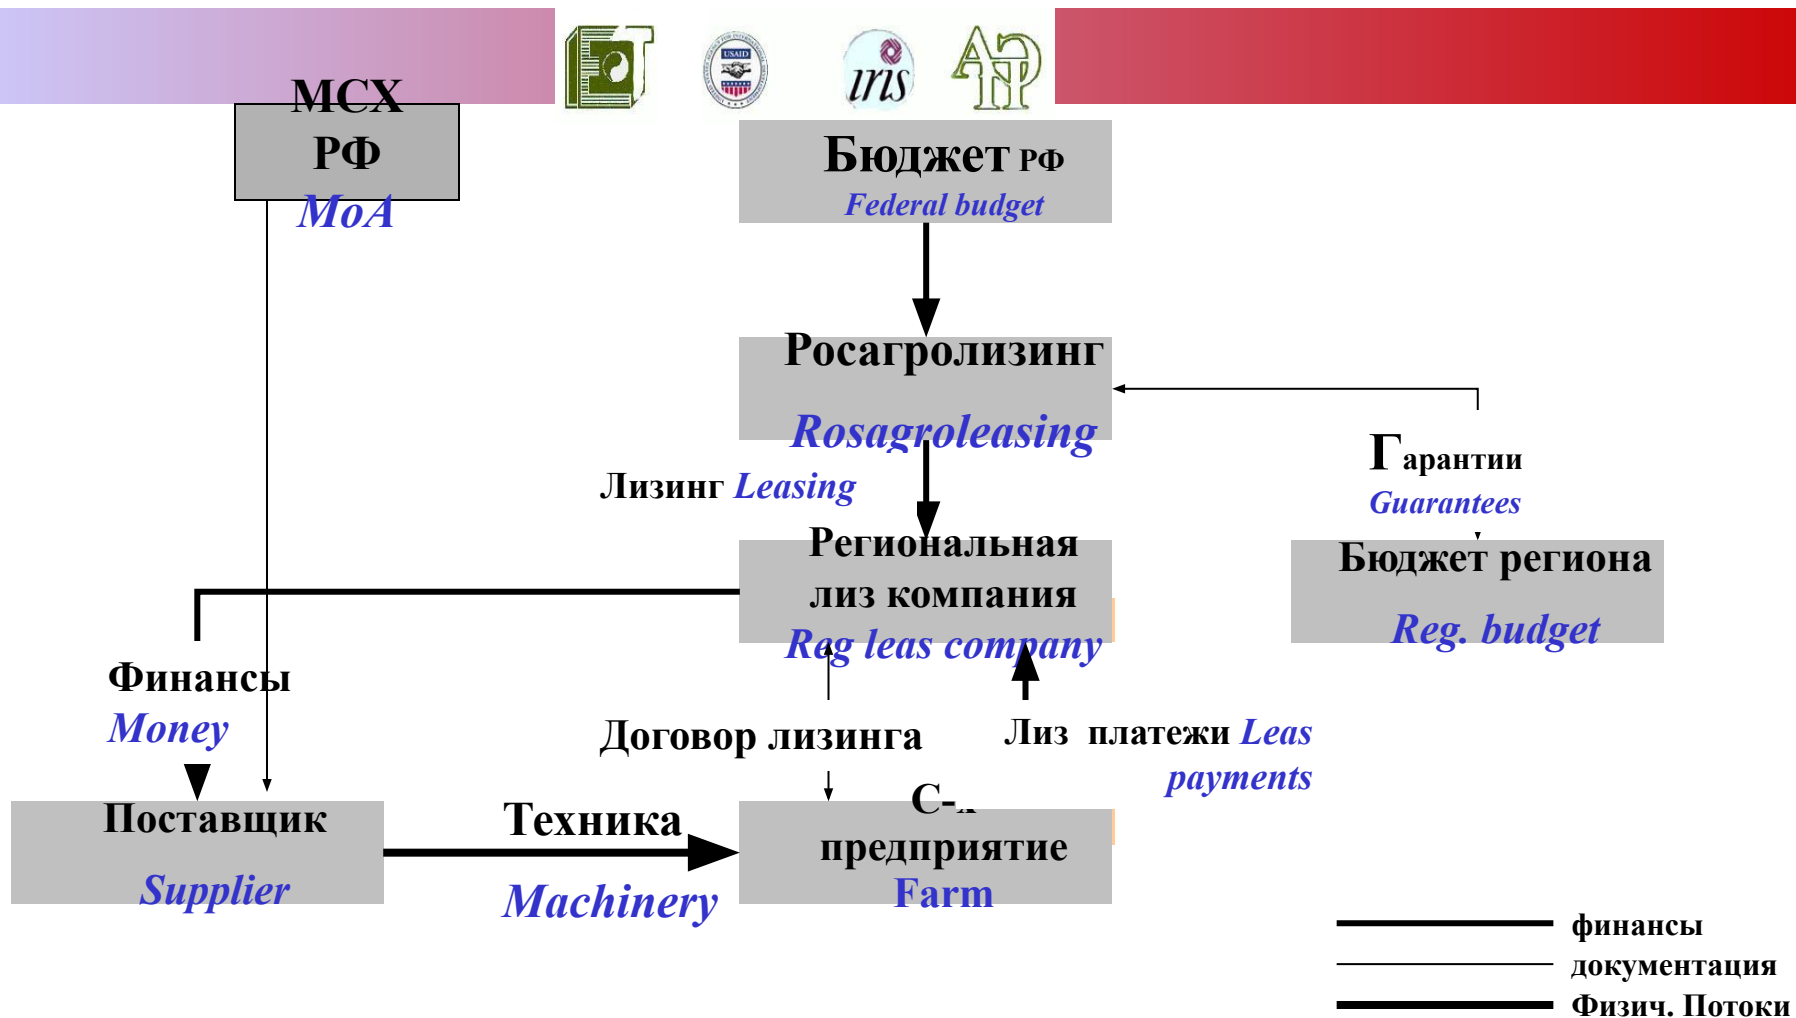 USAID
iris
МСХ
РФ
MoA
Бюджет РФ
Federal budget
Росагролизинг
Rosagroleasing
Гарантии
Guarantees
Лизинг Leasing
Региональная
лиз компания
Reg leas company
Бюджет региона
Reg. budget
Финансы
Money
Договор лизинга
Лиз платежи Leas
payments
Поставщик
Supplier
Техника
Machinery
С-х
предприятие
Farm
финансы
документация
Физич. Потоки